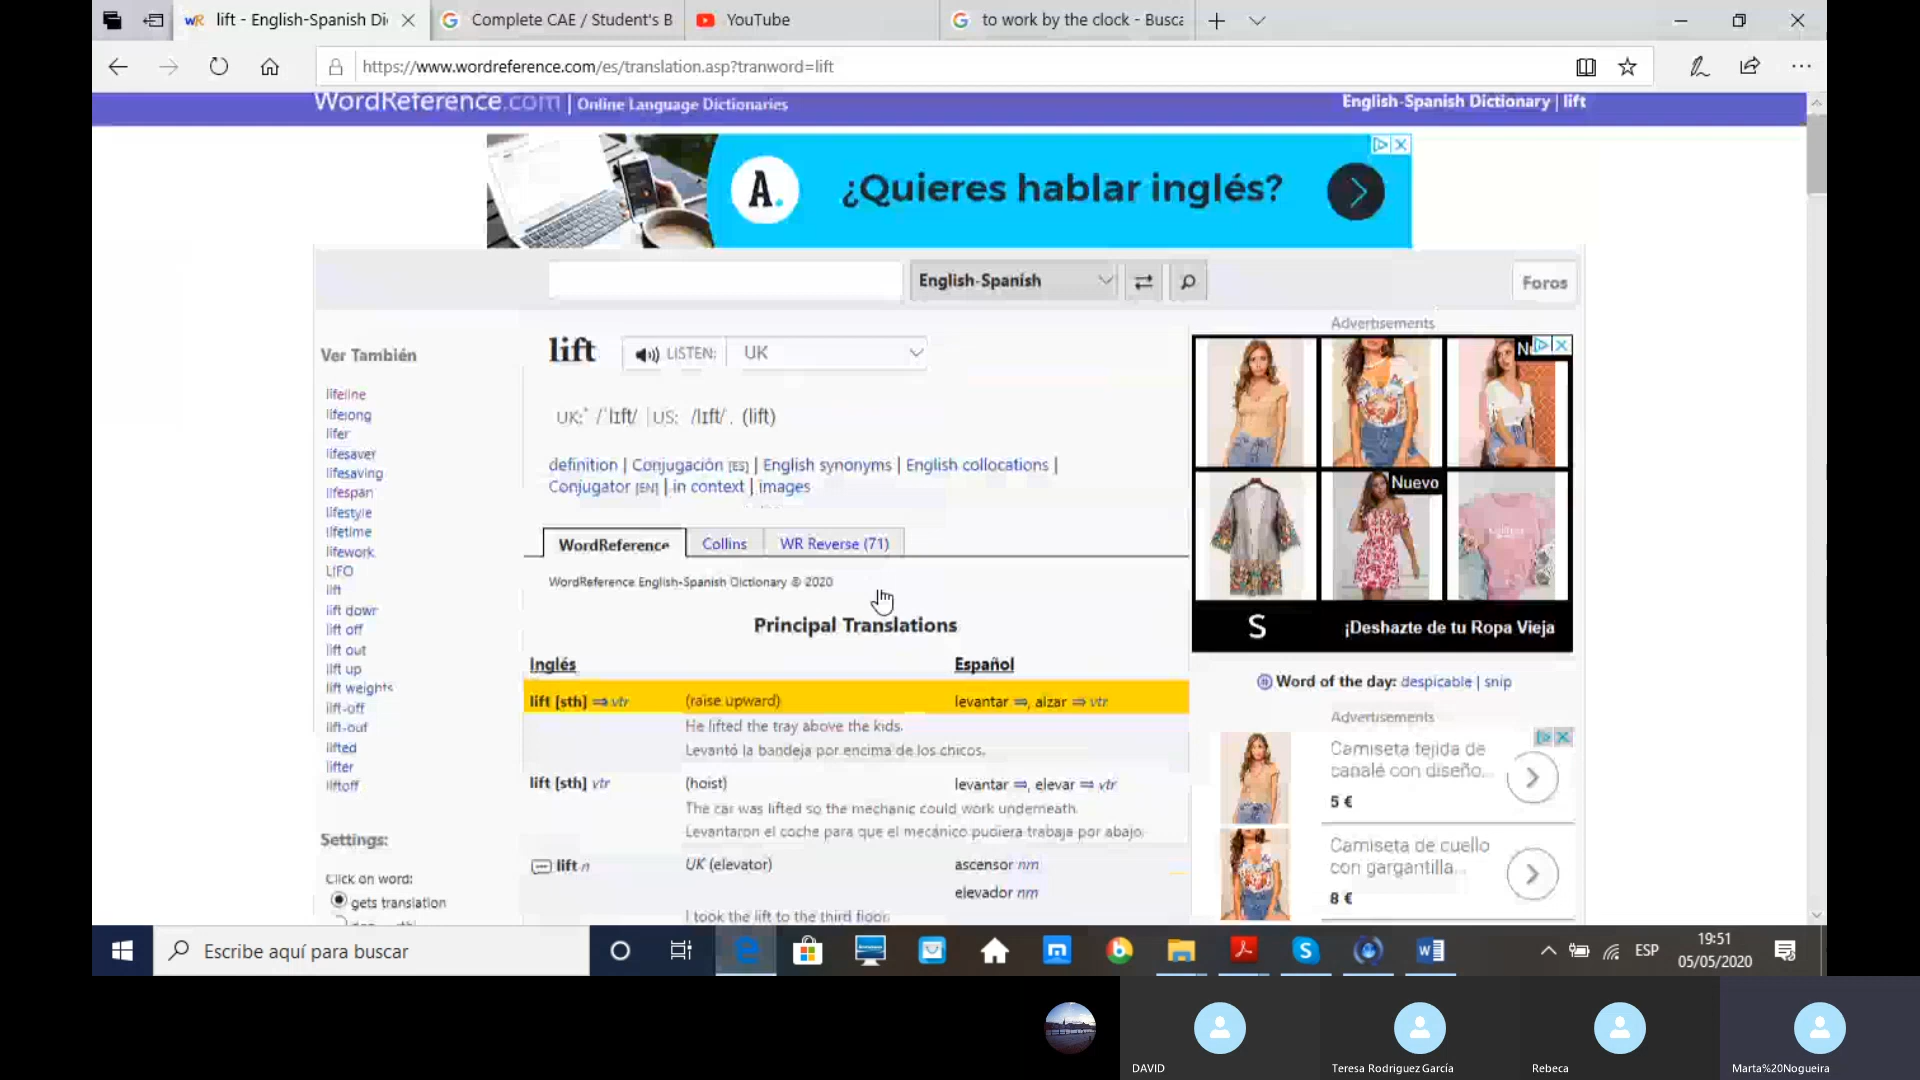 lift - English-Spanish Di
Complete CAE / Student's B
YouTube
to work by the clock - Busca
https://www.wordreference.com/es/translation.asp?tranword=lift
WordReference.com | Online Language Dictionaries
English-Spanish Dictionary | lift
A.
¿Quieres hablar inglés?
English-Spanish
Foros
Ver También
lifeline
lifelong
lifer
lifesaver
lifesaving
lifespan
lifestyle
lifetime
lifework
LIFO
lift
lift down
lift off
lift out
lift up
lift weights
lift-off
lift-out
lifted
lifter
liftoff
Settings:
Click on word:
gets translation
lift
LISTEN:
UK
UK:ˈ /ˈlɪft/ | US: /lɪft/ , (lift)
definition | Conjugación [ES] | English synonyms | English collocations |
Conjugator [EN] | in context | images
WordReference
Collins
WR Reverse (71)
WordReference English-Spanish Dictionary © 2020
Principal Translations
Inglés
Español
lift [sth] ⇒ vtr
(raise upward)
levantar ⇒, alzar ⇒ vtr
He lifted the tray above the kids.
Levantó la bandeja por encima de los chicos.
lift [sth] vtr
(hoist)
levantar ⇒, elevar ⇒ vtr
The car was lifted so the mechanic could work underneath.
Levantaron el coche para que el mecánico pudiera trabaja por abajo.
lift n
UK (elevator)
ascensor nm
elevador nm
I took the lift to the third floor.
Advertisements
Nuevo
S
¡Deshazte de tu Ropa Vieja
Word of the day: despicable | snip
Advertisements
Camiseta tejida de
canalé con diseño...
5 €
Camiseta de cuello
con gargantilla...
8 €
Escribe aquí para buscar
ESP
19:51
05/05/2020
DAVID
Teresa Rodriguez García
Rebeca
Marta%20Nogueira